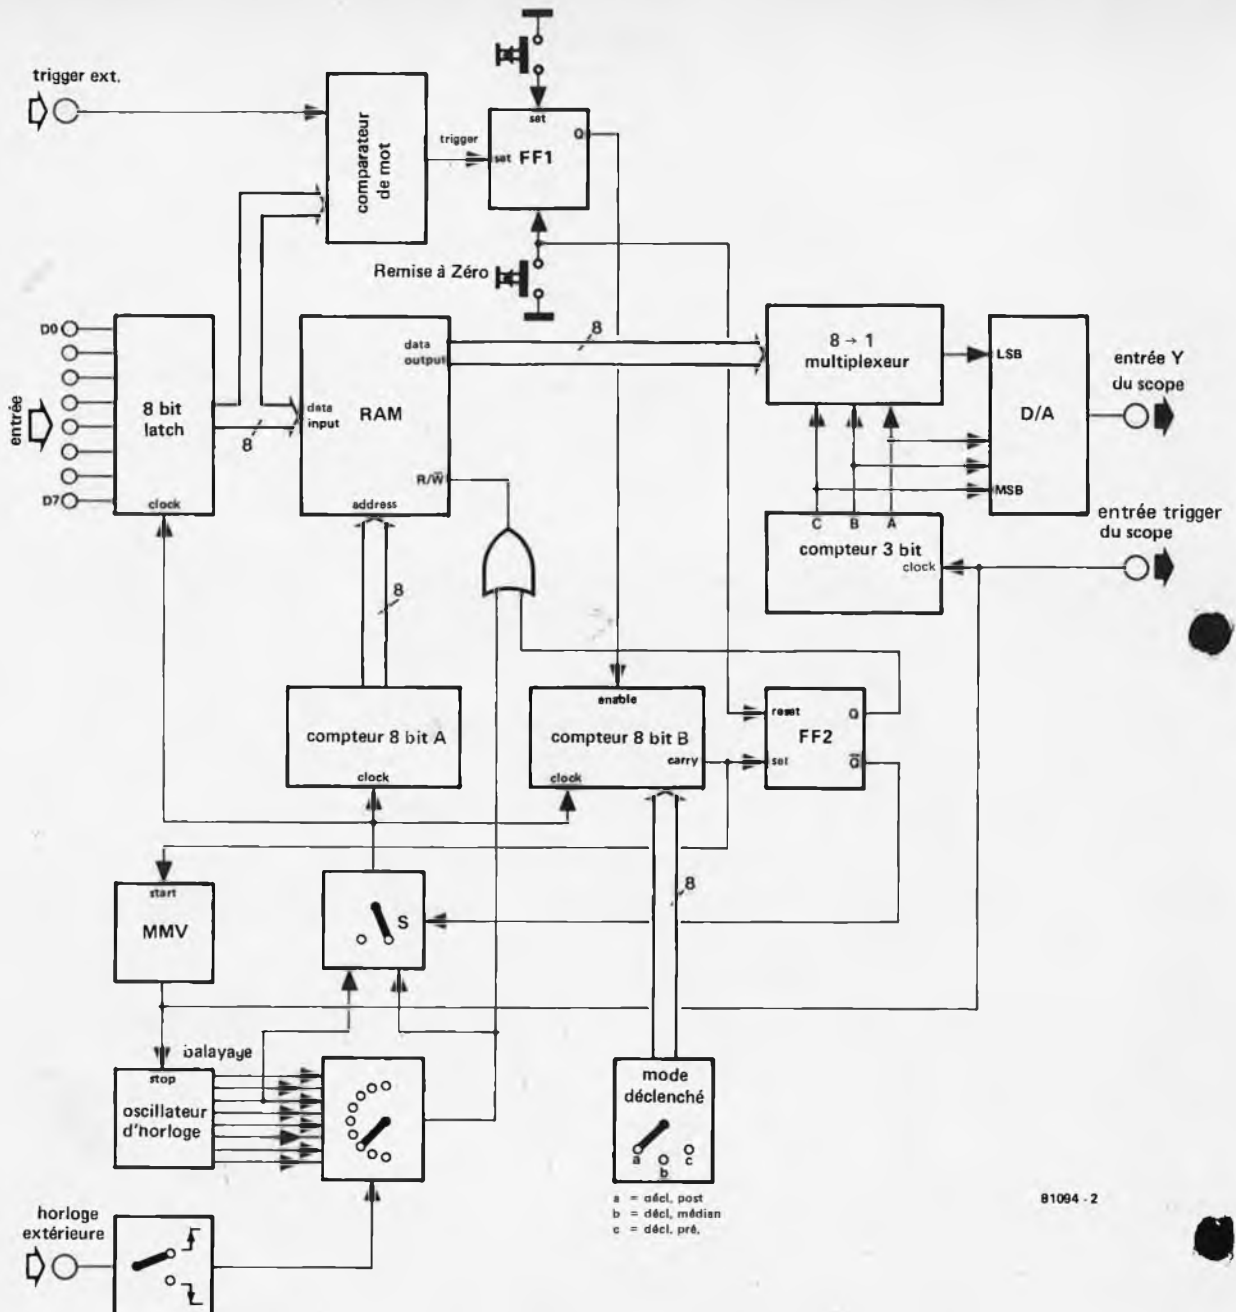 trigger ext.
comparateur
de mot
trigger
set
set
FF1
Q
Remise à Zéro
D0
entrée
D7
8 bit
latch
clock
8
data
input
RAM
data
output
R/W̅
address
8
8 → 1
multiplexeur
LSB
D/A
MSB
entrée Y
du scope
C B A
compteur 3 bit
clock
entrée trigger
du scope
8
compteur 8 bit A
clock
enable
compteur 8 bit B
carry
clock
reset
Q
FF2
set
Q̅
start
MMV
S
8
balayage
stop
oscillateur
d'horloge
mode
déclenché
a
b
c
a = décl. post
b = décl. médian
c = décl. pré.
horloge
extérieure
81094 - 2